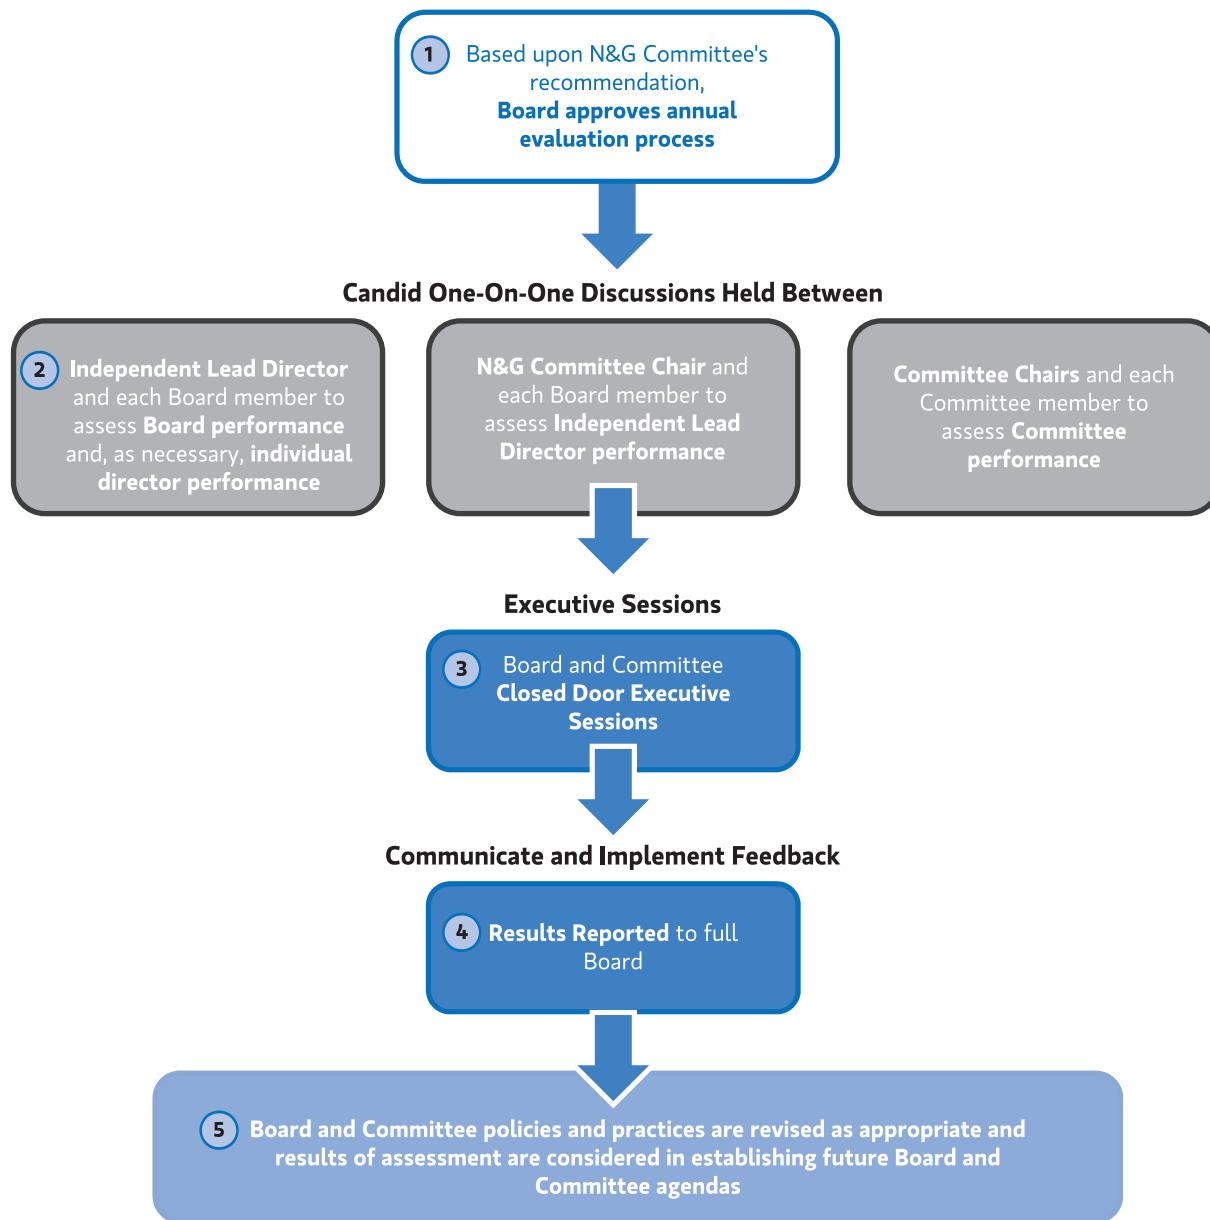 1
Based upon N&G Committee's
recommendation,
Board approves annual
evaluation process
Candid One-On-One Discussions Held Between
2
Independent Lead Director
and each Board member to
assess Board performance
and, as necessary, individual
director performance
N&G Committee Chair and
each Board member to
assess Independent Lead
Director performance
Committee Chairs and each
Committee member to
assess Committee
performance
Executive Sessions
3
Board and Committee
Closed Door Executive
Sessions
Communicate and Implement Feedback
4
Results Reported to full
Board
5
Board and Committee policies and practices are revised as appropriate and
results of assessment are considered in establishing future Board and
Committee agendas